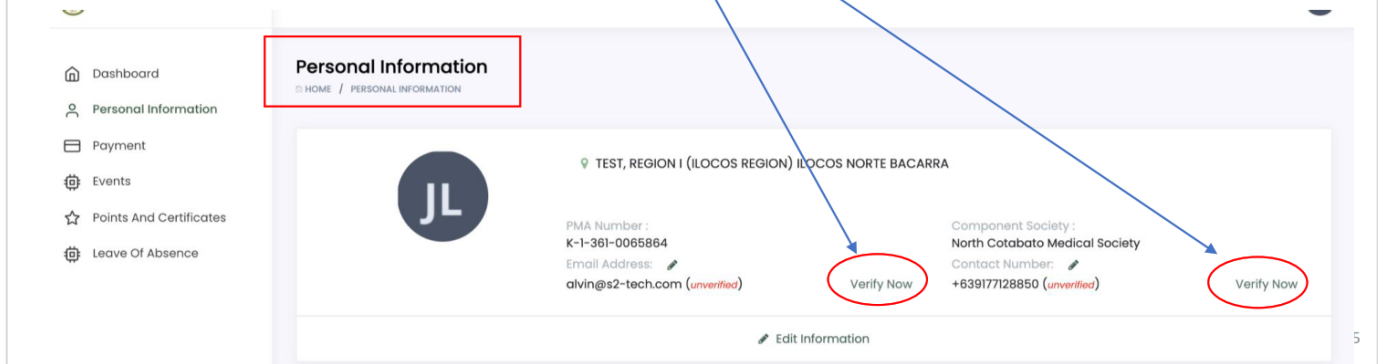 Dashboard
Personal Information
Payment
Events
Points And Certificates
Leave Of Absence
Personal Information
HOME / PERSONAL INFORMATION
JL
TEST, REGION I (ILOCOS REGION) ILOCOS NORTE BACARRA
PMA Number :
K-1-361-0065864
Email Address:
alvin@s2-tech.com (unverified)
Verify Now
Component Society :
North Cotabato Medical Society
Contact Number:
+639177128850 (unverified)
Verify Now
Edit Information
5